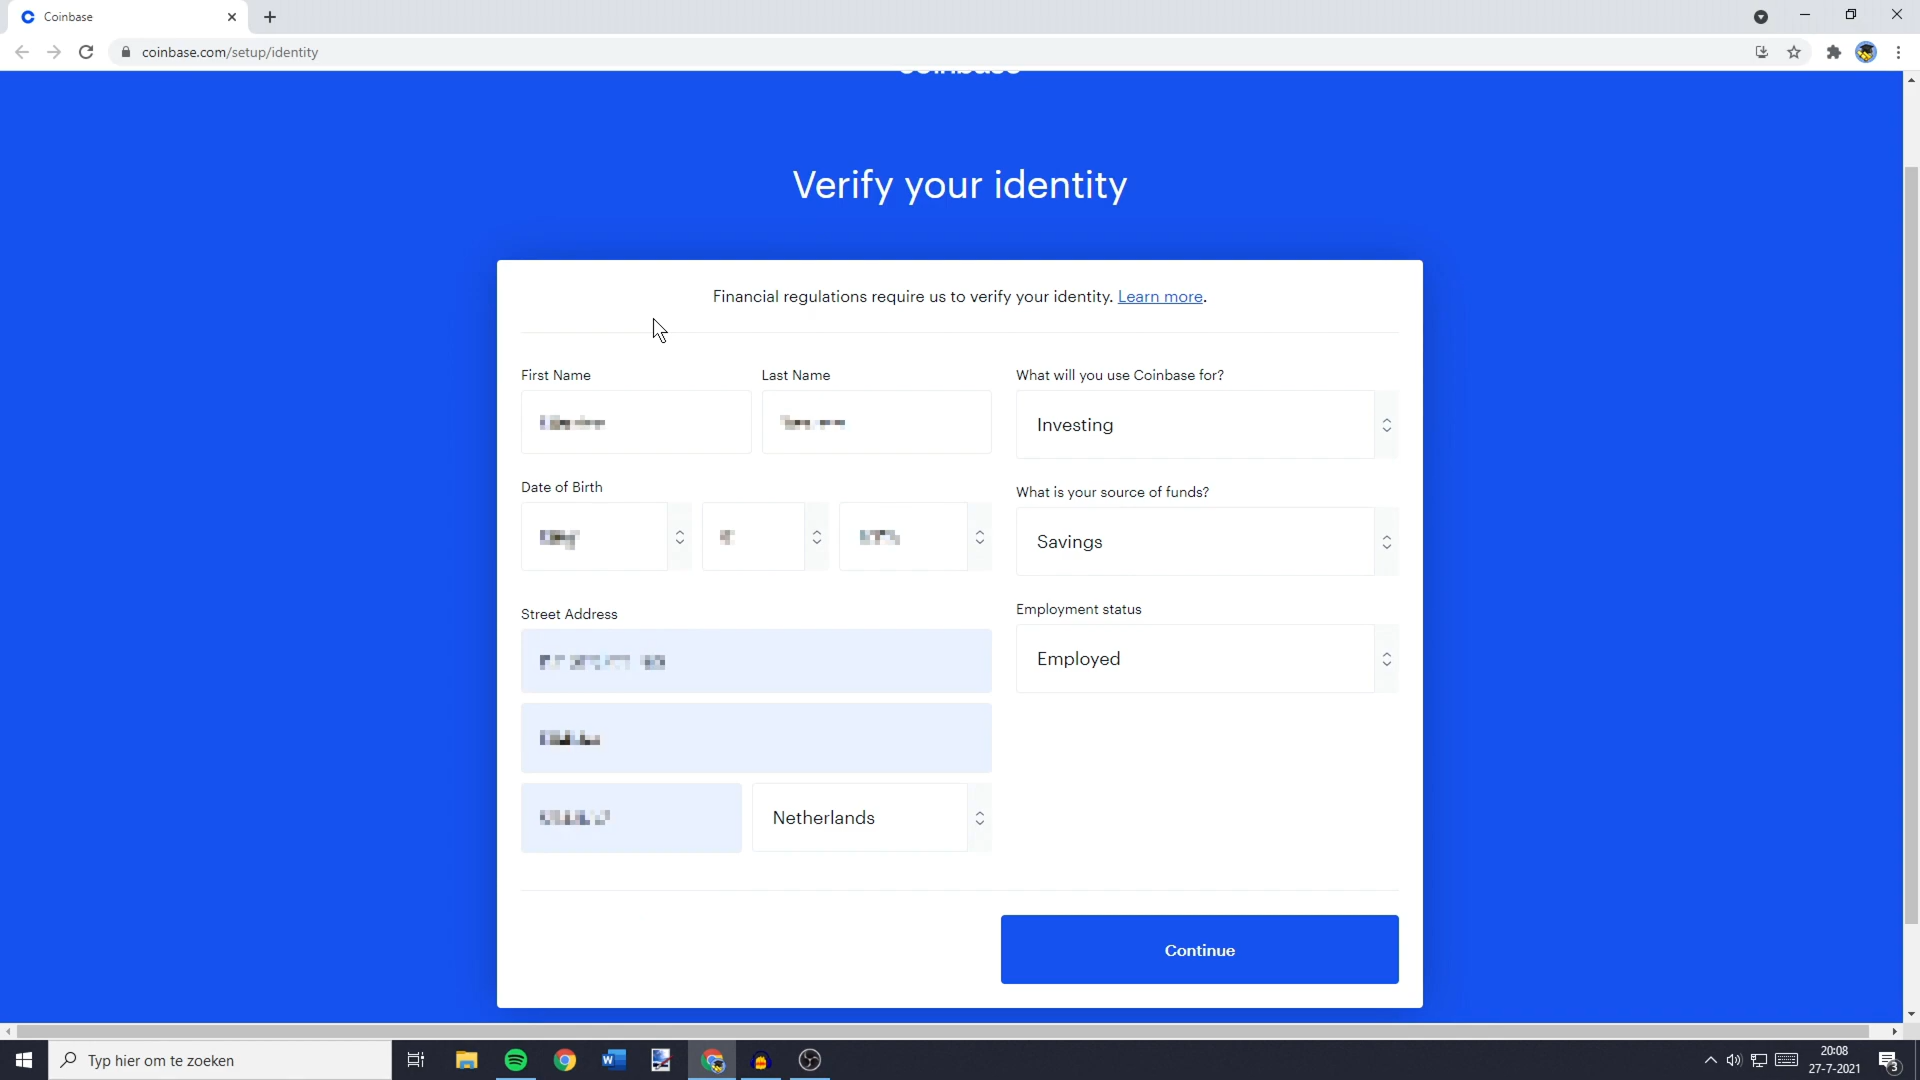 Coinbase
coinbase.com/setup/identity
Verify your identity
Financial regulations require us to verify your identity. Learn more.
First Name
Last Name
What will you use Coinbase for?
Investing
Date of Birth
What is your source of funds?
Savings
Street Address
Employment status
Employed
Netherlands
Continue
Typ hier om te zoeken
20:08
27-7-2021
3